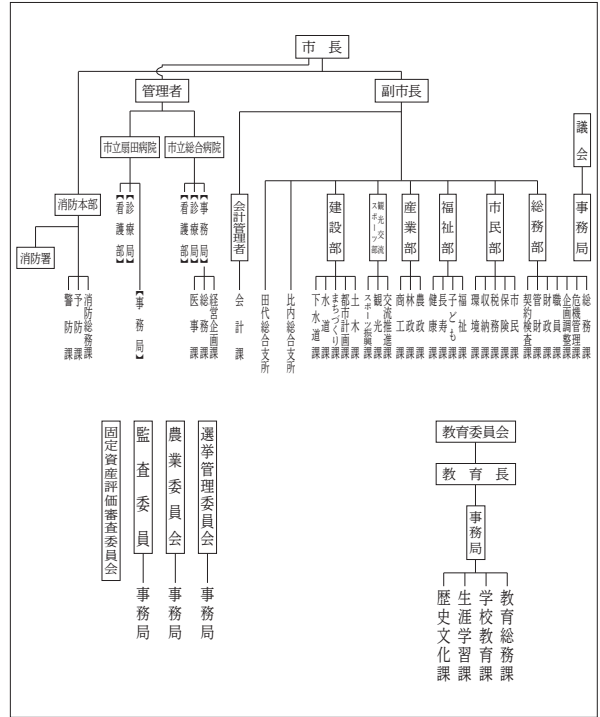 市長
管理者
副市長
議会
事務局
市立扇田病院
市立総合病院
消防本部
消防署
【診療局】
【看護部】
【事務局】
【事務局】
【診療局】
【看護部】
会計管理者
建設部
観光交流スポーツ部
産業部
福祉部
市民部
総務部
消防総務課
予防課
警防課
経営企画課
総務課
医事課
会計課
田代総合支所
比内総合支所
土木課
都市計画課
まちづくり課
水道課
下水道課
交流推進課
観光課
スポーツ振興課
農政課
林政課
商工課
福祉課
子ども課
長寿課
健康課
市民課
保険課
税務課
収納課
環境課
総務課
危機管理課
企画調整課
職員課
財政課
管財課
契約検査課
選挙管理委員会
事務局
農業委員会
事務局
監査委員
事務局
固定資産評価審査委員会
教育委員会
教育長
事務局
教育総務課
学校教育課
生涯学習課
歴史文化課